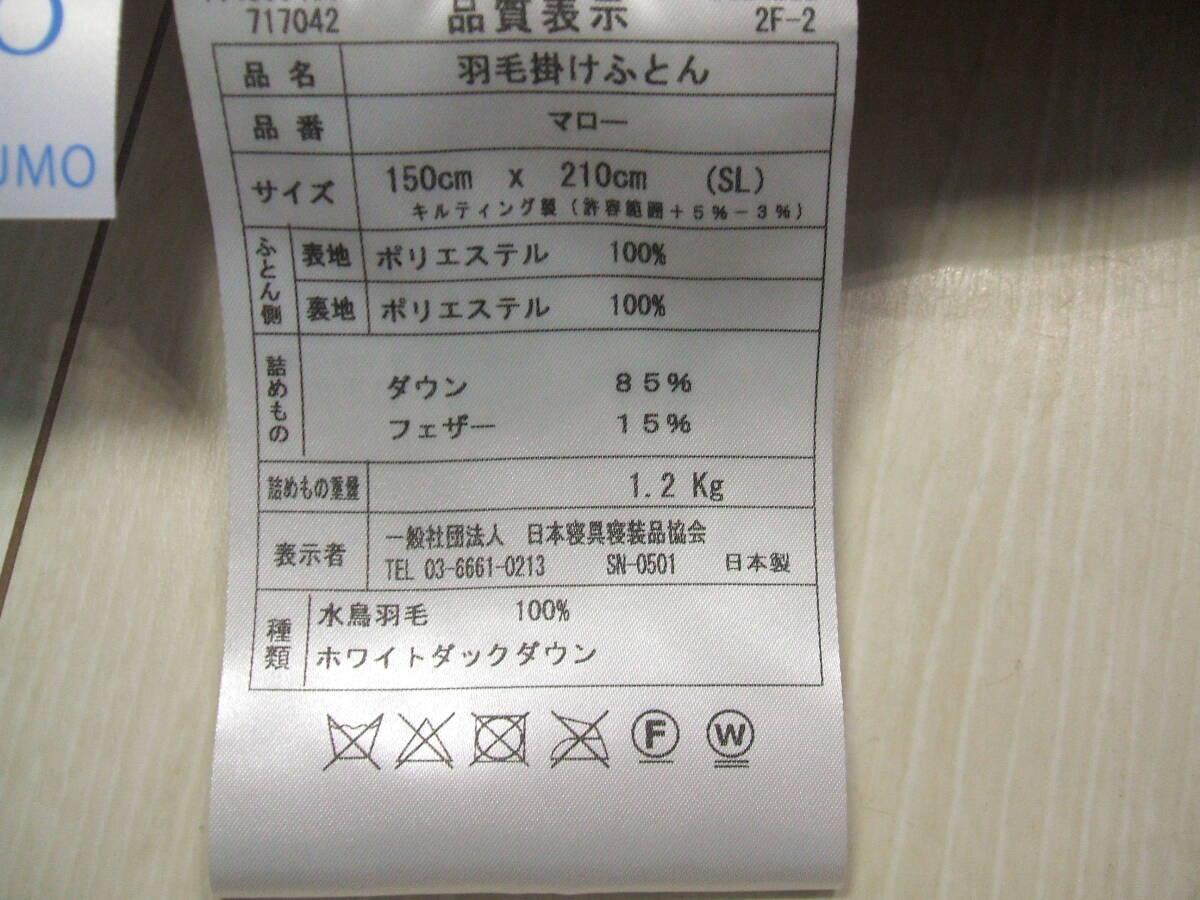 717042 品質表示 2F-2
品名 羽毛掛けふとん
品番 マロー
サイズ 150cm x 210cm (SL)
キルティング製(許容範囲+5%-3%)
ふとん側 表地 ポリエステル 100%
裏地 ポリエステル 100%
詰めもの ダウン 85%
フェザー 15%
詰めもの重量 1.2 Kg
表示者 一般社団法人 日本寝具寝装品協会
TEL 03-6661-0213 SN-0501 日本製
種類 水鳥羽毛 100%
ホワイトダックダウン
F W
UMO